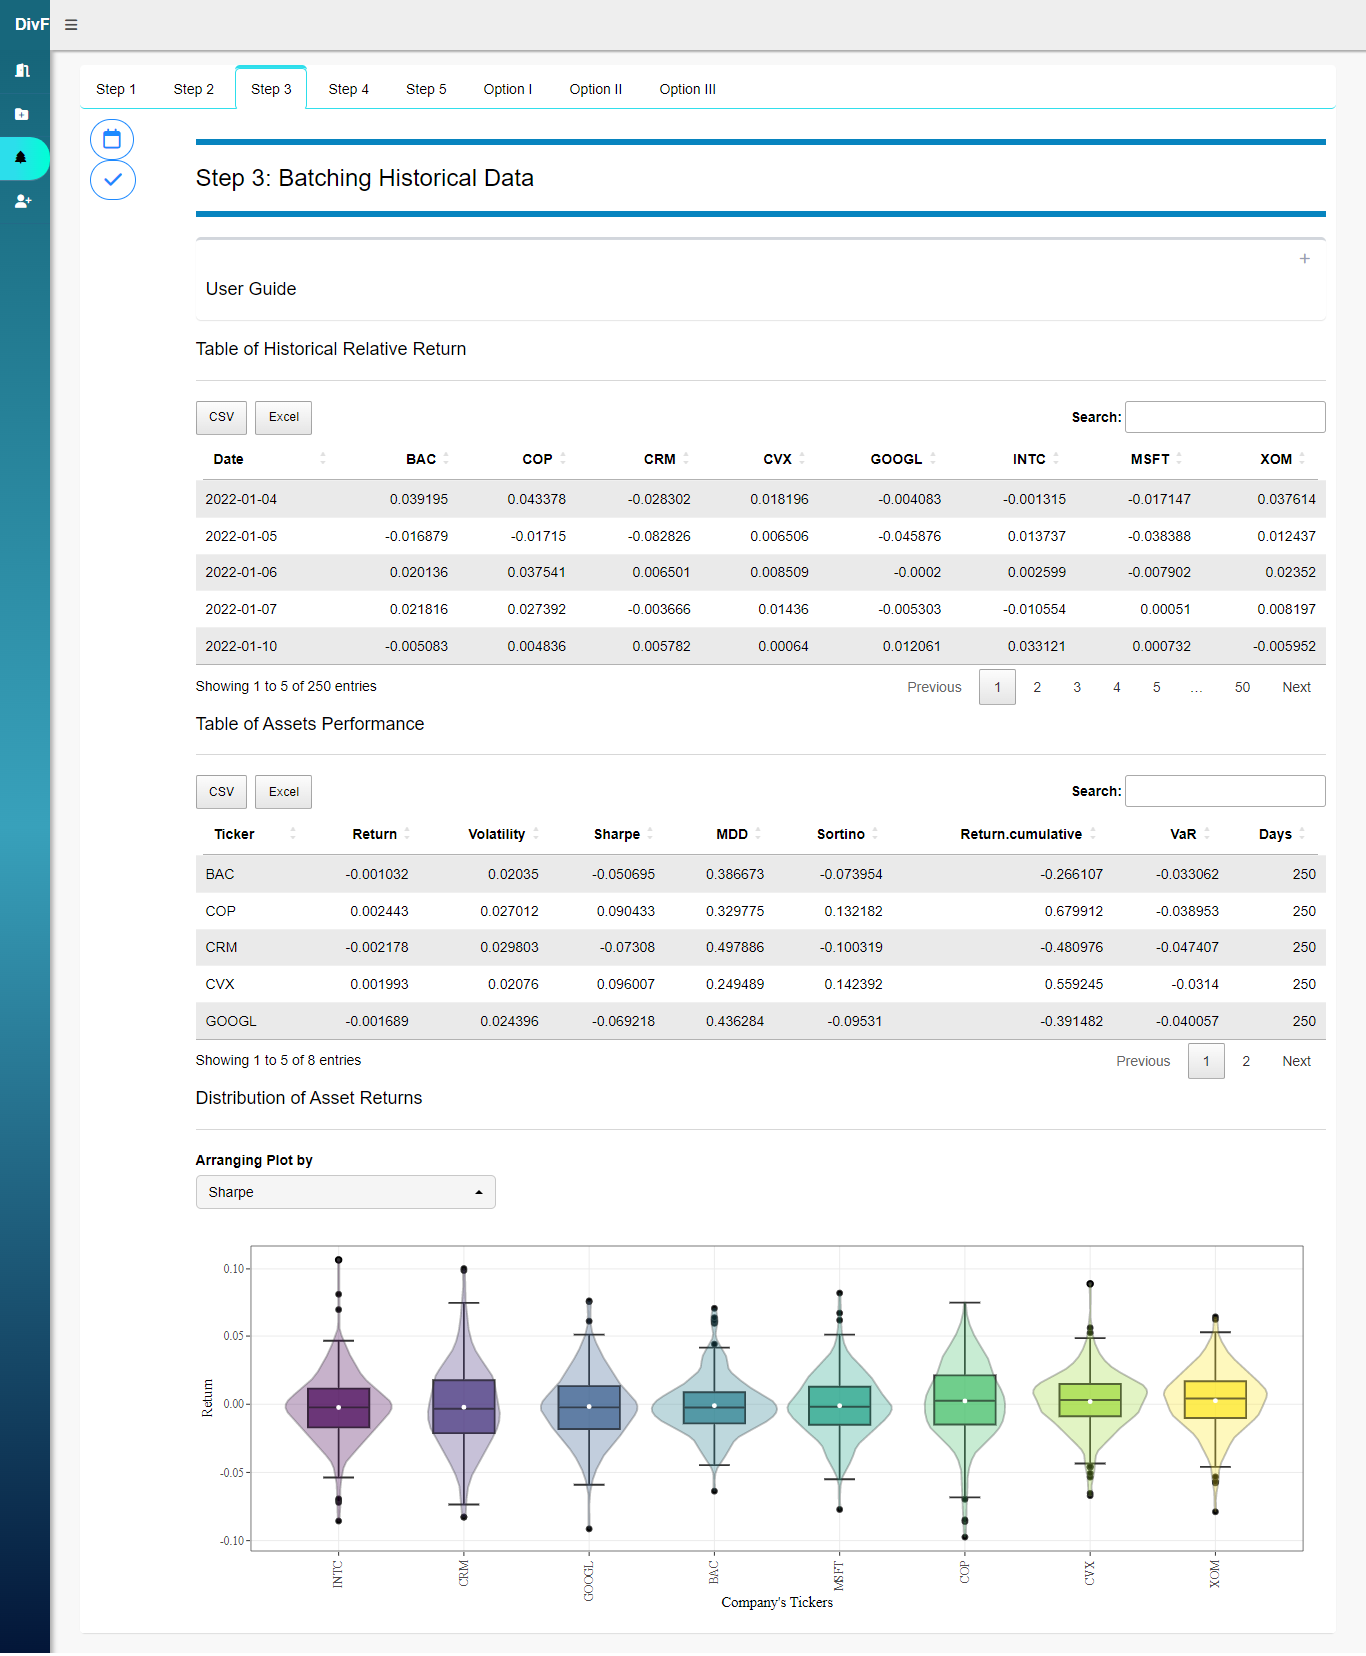 DivF
Step 1 Step 2 Step 3 Step 4 Step 5 Option I Option II Option III
Step 3: Batching Historical Data
User Guide
Table of Historical Relative Return
CSV Excel Search:
Date BAC COP CRM CVX GOOGL INTC MSFT XOM
2022-01-04 0.039195 0.043378 -0.028302 0.018196 -0.004083 -0.001315 -0.017147 0.037614
2022-01-05 -0.016879 -0.01715 -0.082826 0.006506 -0.045876 0.013737 -0.038388 0.012437
2022-01-06 0.020136 0.037541 0.006501 0.008509 -0.0002 0.002599 -0.007902 0.02352
2022-01-07 0.021816 0.027392 -0.003666 0.01436 -0.005303 -0.010554 0.00051 0.008197
2022-01-10 -0.005083 0.004836 0.005782 0.00064 0.012061 0.033121 0.000732 -0.005952
Showing 1 to 5 of 250 entries Previous 1 2 3 4 5 … 50 Next
Table of Assets Performance
CSV Excel Search:
Ticker Return Volatility Sharpe MDD Sortino Return.cumulative VaR Days
BAC -0.001032 0.02035 -0.050695 0.386673 -0.073954 -0.266107 -0.033062 250
COP 0.002443 0.027012 0.090433 0.329775 0.132182 0.679912 -0.038953 250
CRM -0.002178 0.029803 -0.07308 0.497886 -0.100319 -0.480976 -0.047407 250
CVX 0.001993 0.02076 0.096007 0.249489 0.142392 0.559245 -0.0314 250
GOOGL -0.001689 0.024396 -0.069218 0.436284 -0.09531 -0.391482 -0.040057 250
Showing 1 to 5 of 8 entries Previous 1 2 Next
Distribution of Asset Returns
Arranging Plot by
Sharpe
0.10
0.05
0.00
-0.05
-0.10
Return
INTC CRM GOOGL BAC MSFT COP CVX XOM
Company's Tickers